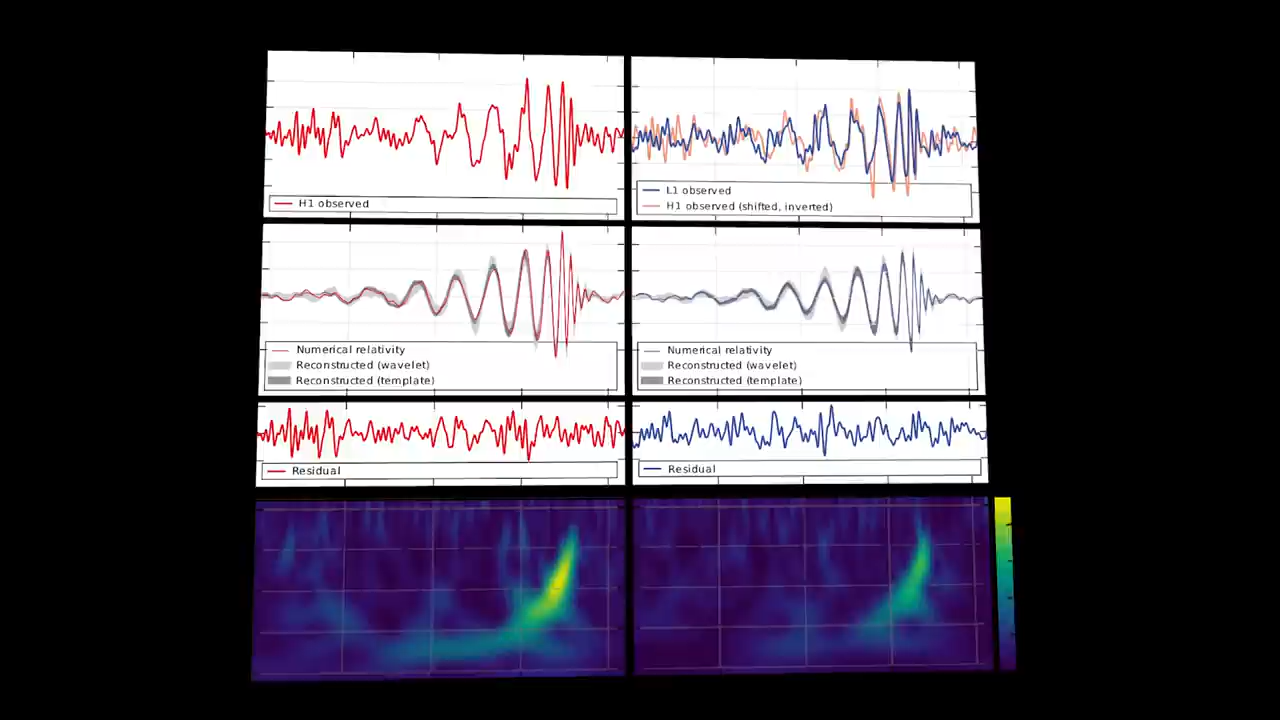 H1 observed
L1 observed
H1 observed (shifted, inverted)
Numerical relativity
Reconstructed (wavelet)
Reconstructed (template)
Numerical relativity
Reconstructed (wavelet)
Reconstructed (template)
Residual
Residual